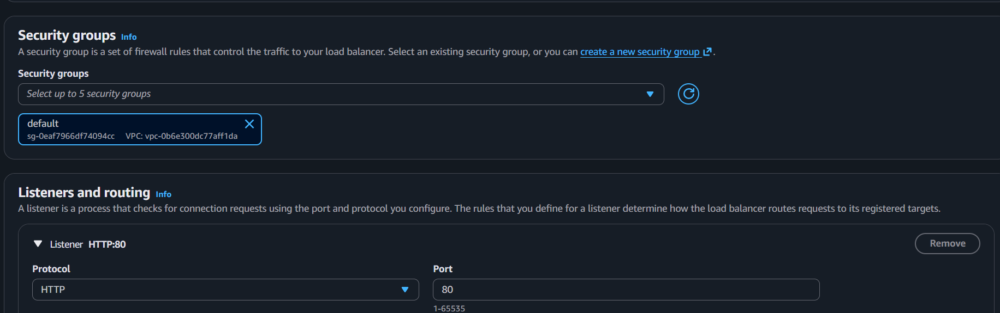 Security groups Info
A security group is a set of firewall rules that control the traffic to your load balancer. Select an existing security group, or you can create a new security group.
Security groups
Select up to 5 security groups
default
sg-0eaf7966df74094cc VPC: vpc-0b6e300dc77aff1da
Listeners and routing Info
A listener is a process that checks for connection requests using the port and protocol you configure. The rules that you define for a listener determine how the load balancer routes requests to its registered targets.
Listener HTTP:80 Remove
Protocol Port
HTTP 80
1-65535